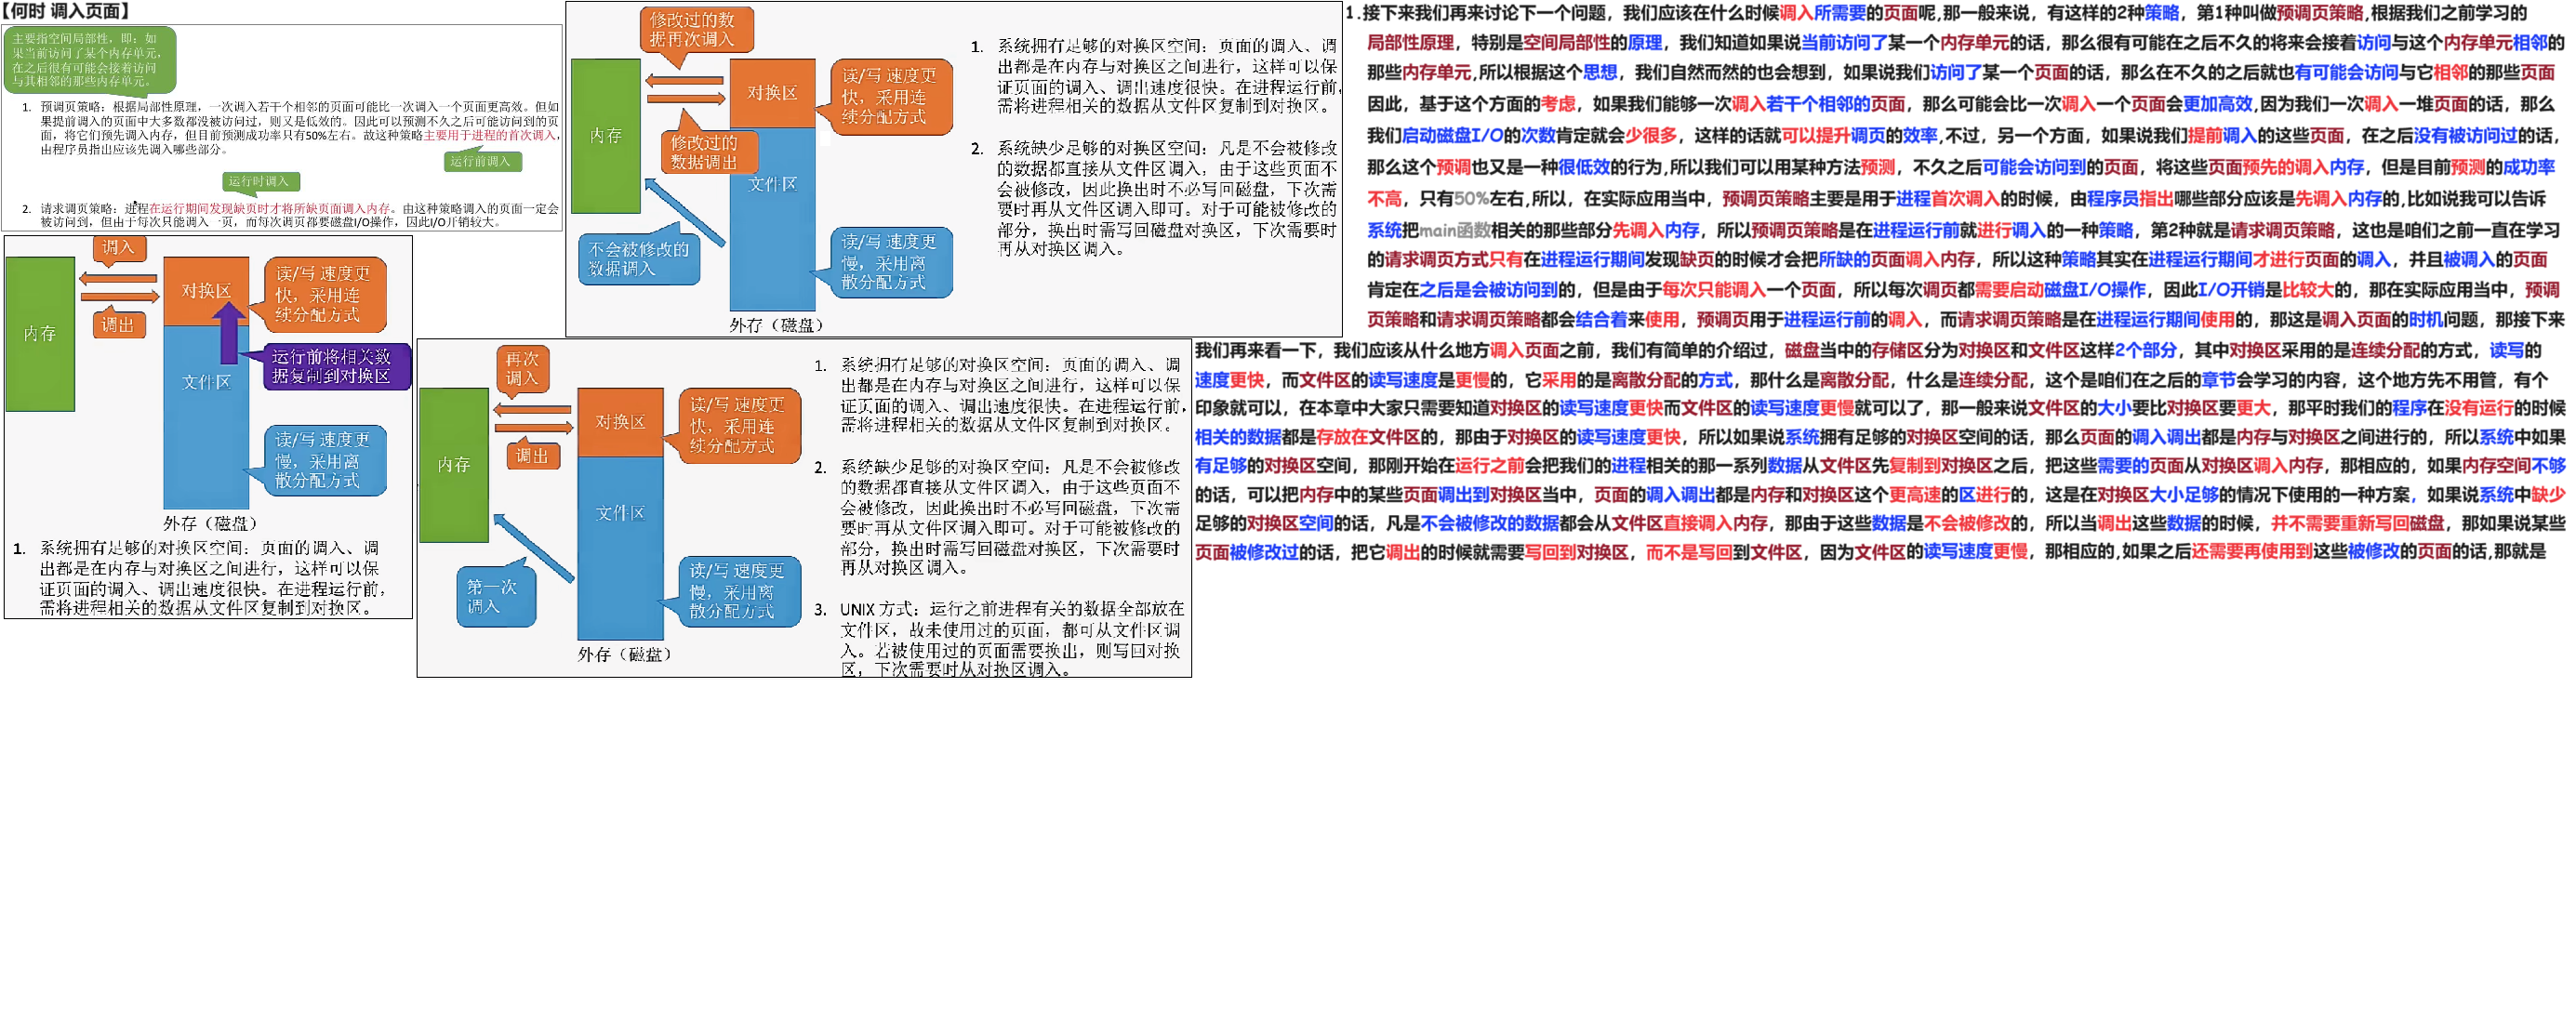 【何时 调入页面】
主要指空间局部性，即：如
果当前访问了某个内存单元，
在之后很有可能会接着访问
与其相邻的那些内存单元。
1. 预调页策略：根据局部性原理，一次调入若干个相邻的页面可能比一次调入一个页面更高效。但如
果提前调入的页面中大多数都没被访问过，则又是低效的。因此可以预测不久之后可能访问到的页
面，将它们预先调入内存，但目前预测成功率只有50%左右。故这种策略主要用于进程的首次调入，
由程序员指出应该先调入哪些部分。
运行前调入
运行时调入
2. 请求调页策略：进程在运行期间发现缺页时才将所缺页面调入内存。由这种策略调入的页面一定会
被访问到，但由于每次只能调入一页，而每次调页都要磁盘I/O操作，因此I/O开销较大。
调入
内存
对换区
读/写 速度更
快，采用连
续分配方式
调出
运行前将相关数
据复制到对换区
文件区
读/写 速度更
慢，采用离
散分配方式
外存（磁盘）
1. 系统拥有足够的对换区空间：页面的调入、调
出都是在内存与对换区之间进行，这样可以保
证页面的调入、调出速度很快。在进程运行前，
需将进程相关的数据从文件区复制到对换区。
修改过的数
据再次调入
内存
对换区
读/写 速度更
快，采用连
续分配方式
修改过的
数据调出
文件区
不会被修改的
数据调入
读/写 速度更
慢，采用离
散分配方式
外存（磁盘）
1. 系统拥有足够的对换区空间：页面的调入、调
出都是在内存与对换区之间进行，这样可以保
证页面的调入、调出速度很快。在进程运行前，
需将进程相关的数据从文件区复制到对换区。
2. 系统缺少足够的对换区空间：凡是不会被修改
的数据都直接从文件区调入，由于这些页面不
会被修改，因此换出时不必写回磁盘，下次需
要时再从文件区调入即可。对于可能被修改的
部分，换出时需写回磁盘对换区，下次需要时
再从对换区调入。
再次
调入
内存
对换区
读/写 速度更
快，采用连
续分配方式
调出
文件区
第一次
调入
读/写 速度更
慢，采用离
散分配方式
外存（磁盘）
1. 系统拥有足够的对换区空间：页面的调入、调
出都是在内存与对换区之间进行，这样可以保
证页面的调入、调出速度很快。在进程运行前，
需将进程相关的数据从文件区复制到对换区。
2. 系统缺少足够的对换区空间：凡是不会被修改
的数据都直接从文件区调入，由于这些页面不
会被修改，因此换出时不必写回磁盘，下次需
要时再从文件区调入即可。对于可能被修改的
部分，换出时需写回磁盘对换区，下次需要时
再从对换区调入。
3. UNIX 方式：运行之前进程有关的数据全部放在
文件区，故未使用过的页面，都可从文件区调
入。若被使用过的页面需要换出，则写回对换
区，下次需要时从对换区调入。
1.接下来我们再来讨论下一个问题，我们应该在什么时候调入所需要的页面呢,那一般来说，有这样的2种策略，第1种叫做预调页策略,根据我们之前学习的
局部性原理，特别是空间局部性的原理，我们知道如果说当前访问了某一个内存单元的话，那么很有可能在之后不久的将来会接着访问与这个内存单元相邻的
那些内存单元,所以根据这个思想，我们自然而然的也会想到，如果说我们访问了某一个页面的话，那么在不久的之后就也有可能会访问与它相邻的那些页面
因此，基于这个方面的考虑，如果我们能够一次调入若干个相邻的页面，那么可能会比一次调入一个页面会更加高效,因为我们一次调入一堆页面的话，那么
我们启动磁盘I/O的次数肯定就会少很多，这样的话就可以提升调页的效率,不过，另一个方面，如果说我们提前调入的这些页面，在之后没有被访问过的话，
那么这个预调也又是一种很低效的行为,所以我们可以用某种方法预测，不久之后可能会访问到的页面，将这些页面预先的调入内存，但是目前预测的成功率
不高，只有50%左右,所以，在实际应用当中，预调页策略主要是用于进程首次调入的时候，由程序员指出哪些部分应该是先调入内存的,比如说我可以告诉
系统把main函数相关的那些部分先调入内存，所以预调页策略是在进程运行前就进行调入的一种策略，第2种就是请求调页策略，这也是咱们之前一直在学习
的请求调页方式只有在进程运行期间发现缺页的时候才会把所缺的页面调入内存，所以这种策略其实在进程运行期间才进行页面的调入，并且被调入的页面
肯定在之后是会被访问到的，但是由于每次只能调入一个页面，所以每次调页都需要启动磁盘I/O操作，因此I/O开销是比较大的，那在实际应用当中，预调
页策略和请求调页策略都会结合着来使用，预调页用于进程运行前的调入，而请求调页策略是在进程运行期间使用的，那这是调入页面的时机问题，那接下来
我们再来看一下，我们应该从什么地方调入页面之前，我们有简单的介绍过，磁盘当中的存储区分为对换区和文件区这样2个部分，其中对换区采用的是连续分配的方式，读写的
速度更快，而文件区的读写速度是更慢的，它采用的是离散分配的方式，那什么是离散分配，什么是连续分配，这个是咱们在之后的章节会学习的内容，这个地方先不用管，有个
印象就可以，在本章中大家只需要知道对换区的读写速度更快而文件区的读写速度更慢就可以了，那一般来说文件区的大小要比对换区要更大，那平时我们的程序在没有运行的时候
相关的数据都是存放在文件区的，那由于对换区的读写速度更快，所以如果说系统拥有足够的对换区空间的话，那么页面的调入调出都是内存与对换区之间进行的，所以系统中如果
有足够的对换区空间，那刚开始在运行之前会把我们的进程相关的那一系列数据从文件区先复制到对换区之后，把这些需要的页面从对换区调入内存，那相应的，如果内存空间不够
的话，可以把内存中的某些页面调出到对换区当中，页面的调入调出都是内存和对换区这个更高速的区进行的，这是在对换区大小足够的情况下使用的一种方案，如果说系统中缺少
足够的对换区空间的话，凡是不会被修改的数据都会从文件区直接调入内存，那由于这些数据是不会被修改的，所以当调出这些数据的时候，并不需要重新写回磁盘，那如果说某些
页面被修改过的话，把它调出的时候就需要写回到对换区，而不是写回到文件区，因为文件区的读写速度更慢，那相应的,如果之后还需要再使用到这些被修改的页面的话,那就是